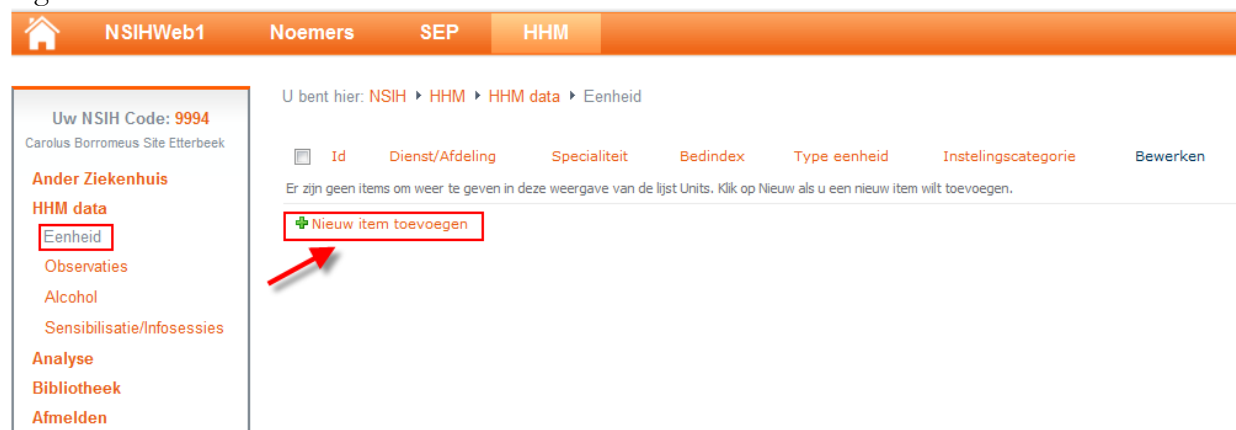 NSIHWeb1 Noemers SEP HHM
Uw NSIH Code: 9994
Carolus Borromeus Site Etterbeek
Ander Ziekenhuis
HHM data
Eenheid
Observaties
Alcohol
Sensibilisatie/Infosessies
Analyse
Bibliotheek
Afmelden
U bent hier: NSIH HHM HHM data Eenheid
Id Dienst/Afdeling Specialiteit Bedindex Type eenheid Instelingscategorie Bewerken
Er zijn geen items om weer te geven in deze weergave van de lijst Units. Klik op Nieuw als u een nieuw item wilt toevoegen.
Nieuw item toevoegen